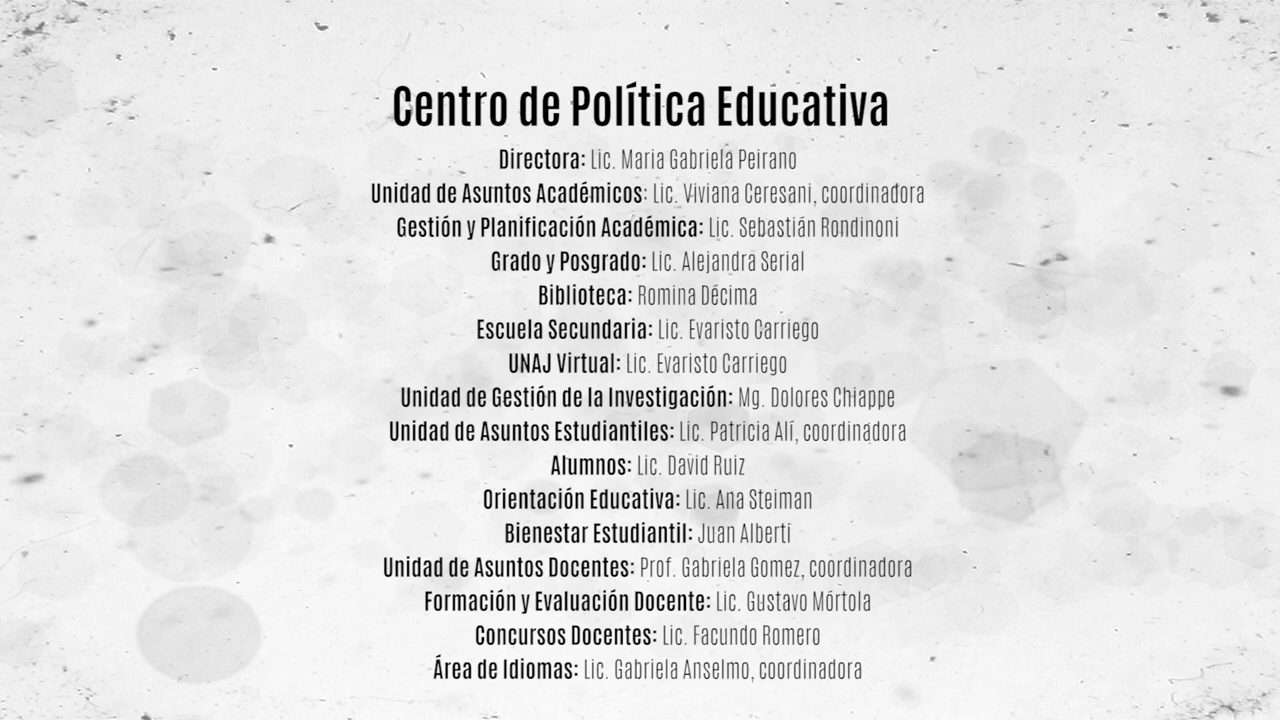 Centro de Política Educativa
Directora: Lic. Maria Gabriela Peirano
Unidad de Asuntos Académicos: Lic. Viviana Ceresani, coordinadora
Gestión y Planificación Académica: Lic. Sebastián Rondinoni
Grado y Posgrado: Lic. Alejandra Serial
Biblioteca: Romina Décima
Escuela Secundaria: Lic. Evaristo Carriego
UNAJ Virtual: Lic. Evaristo Carriego
Unidad de Gestión de la Investigación: Mg. Dolores Chiappe
Unidad de Asuntos Estudiantiles: Lic. Patricia Alí, coordinadora
Alumnos: Lic. David Ruiz
Orientación Educativa: Lic. Ana Steiman
Bienestar Estudiantil: Juan Alberti
Unidad de Asuntos Docentes: Prof. Gabriela Gomez, coordinadora
Formación y Evaluación Docente: Lic. Gustavo Mórtola
Concursos Docentes: Lic. Facundo Romero
Área de Idiomas: Lic. Gabriela Anselmo, coordinadora